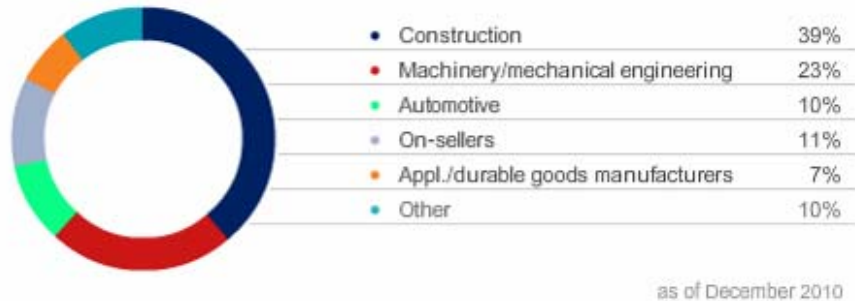 Construction 39%
Machinery/mechanical engineering 23%
Automotive 10%
On-sellers 11%
Appl./durable goods manufacturers 7%
Other 10%
as of December 2010